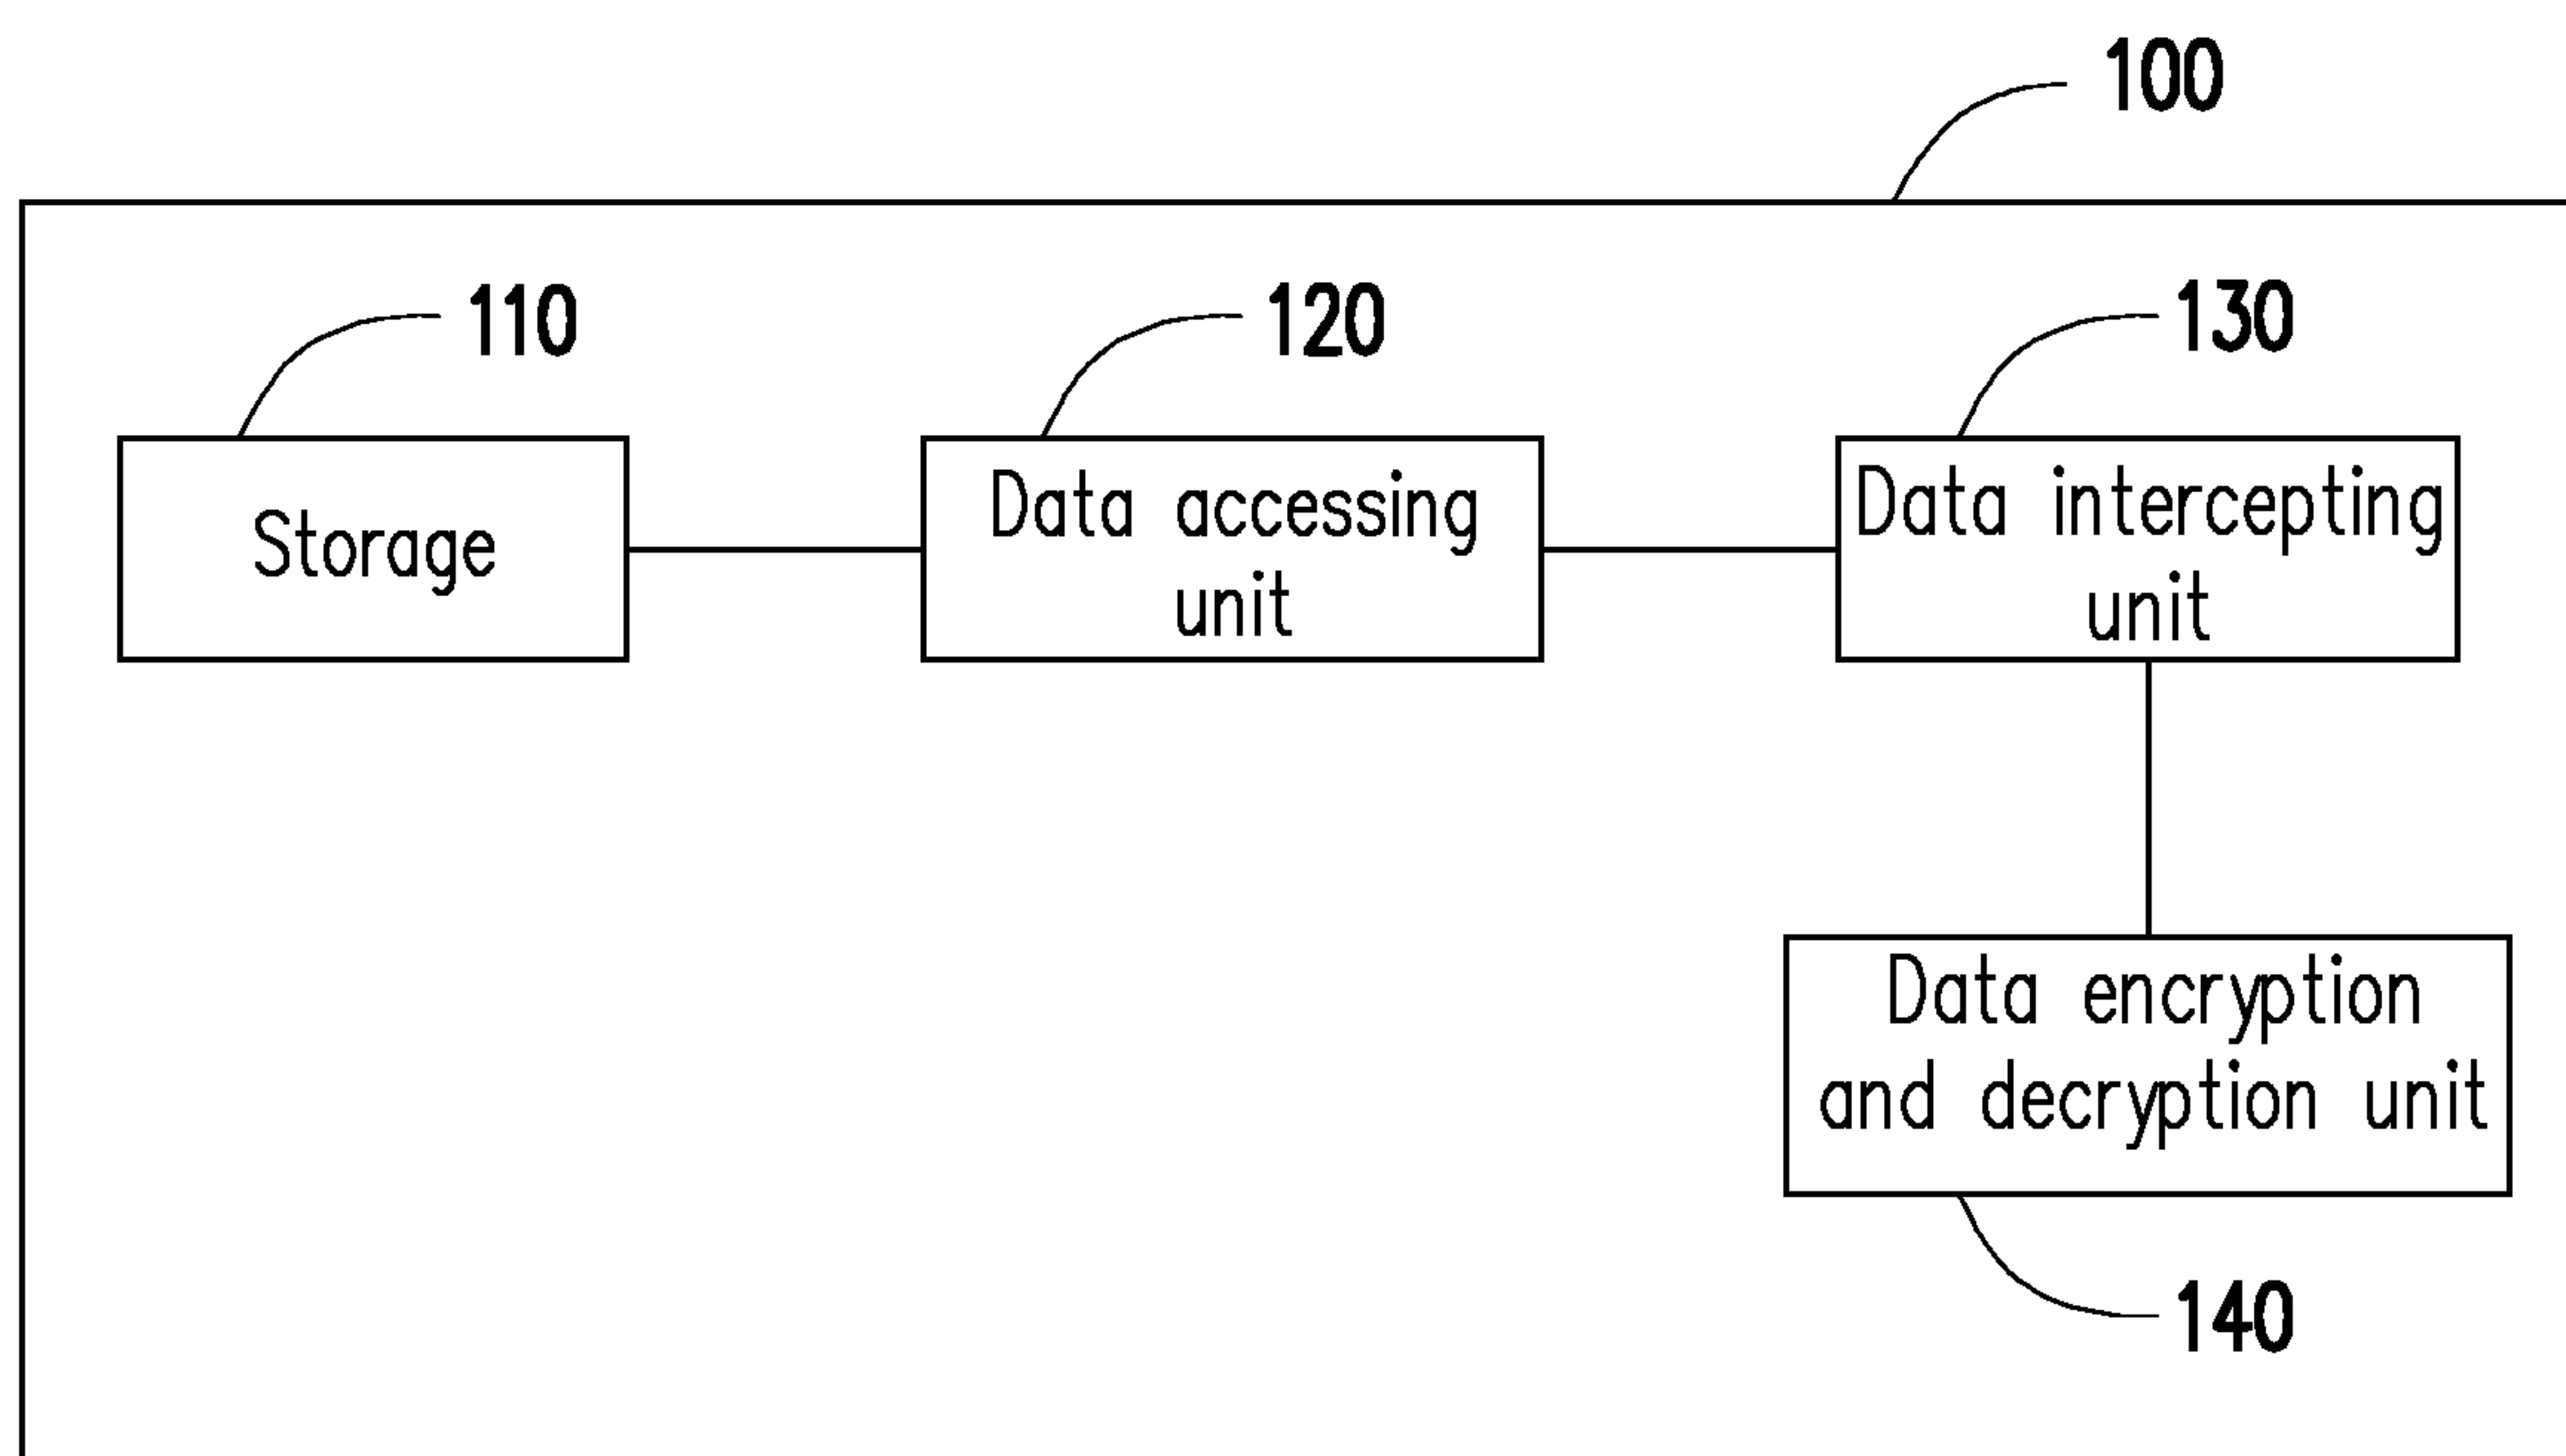 100
110
120
130
Storage
Data accessing
unit
Data intercepting
unit
Data encryption
and decryption unit
140